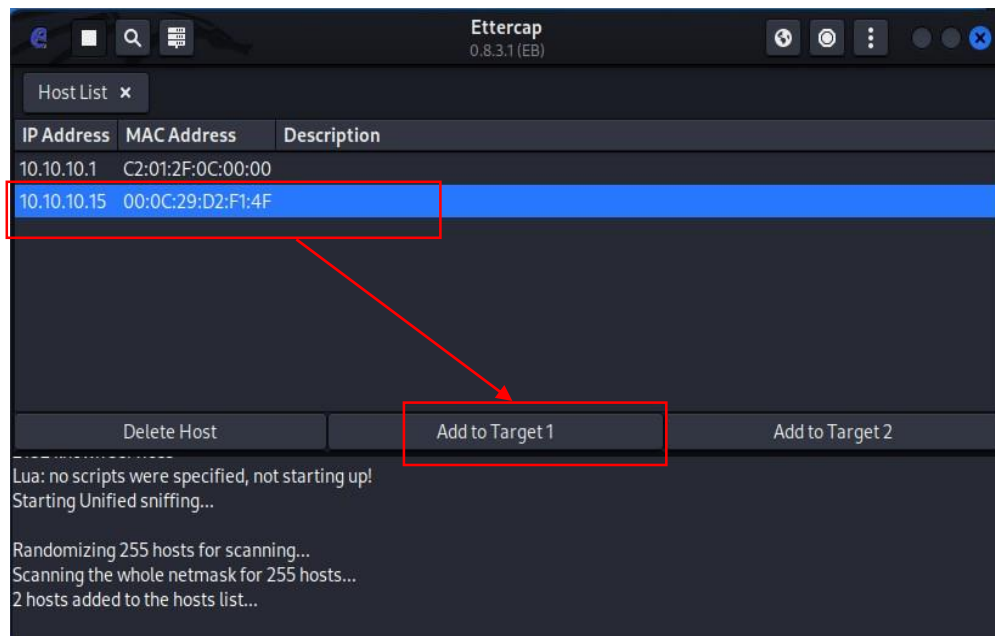 Ettercap
0.8.3.1 (EB)
Host List ×
IP Address MAC Address Description
10.10.10.1 C2:01:2F:0C:00:00
10.10.10.15 00:0C:29:D2:F1:4F
Delete Host Add to Target 1 Add to Target 2
Lua: no scripts were specified, not starting up!
Starting Unified sniffing...
Randomizing 255 hosts for scanning...
Scanning the whole netmask for 255 hosts...
2 hosts added to the hosts list...